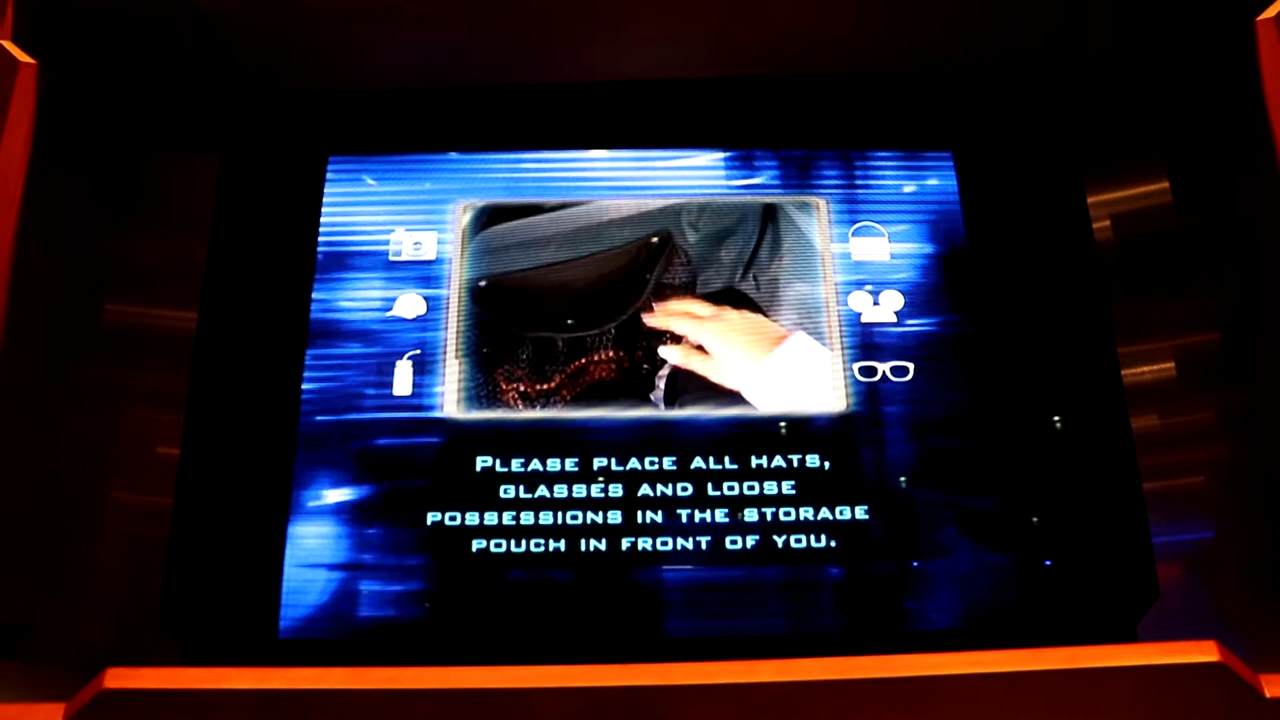 Please place all hats,
glasses and loose
possessions in the storage
pouch in front of you.